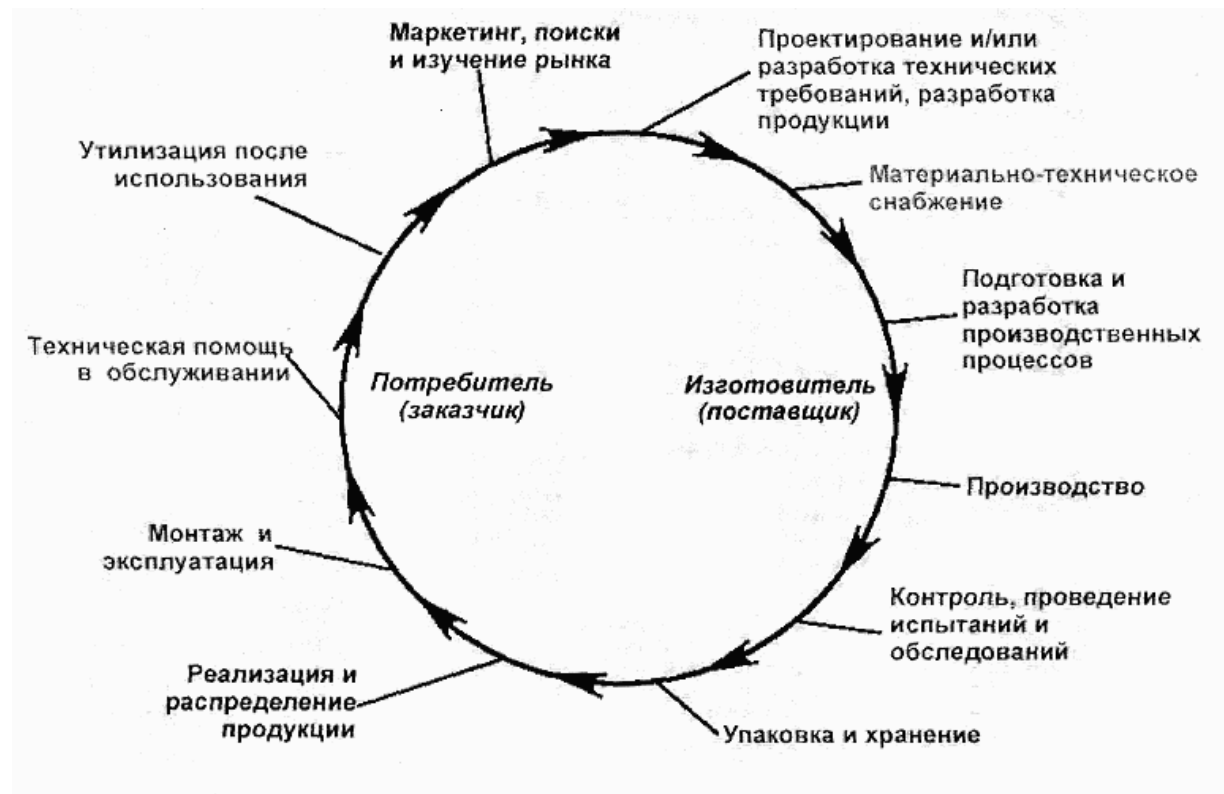 Маркетинг, поиски
и изучение рынка
Проектирование и/или
разработка технических
требований, разработка
продукции
Материально-техническое
снабжение
Подготовка и
разработка
производственных
процессов
Производство
Контроль, проведение
испытаний и
обследований
Упаковка и хранение
Реализация и
распределение
продукции
Монтаж и
эксплуатация
Техническая помощь
в обслуживании
Утилизация после
использования
Потребитель
(заказчик)
Изготовитель
(поставщик)